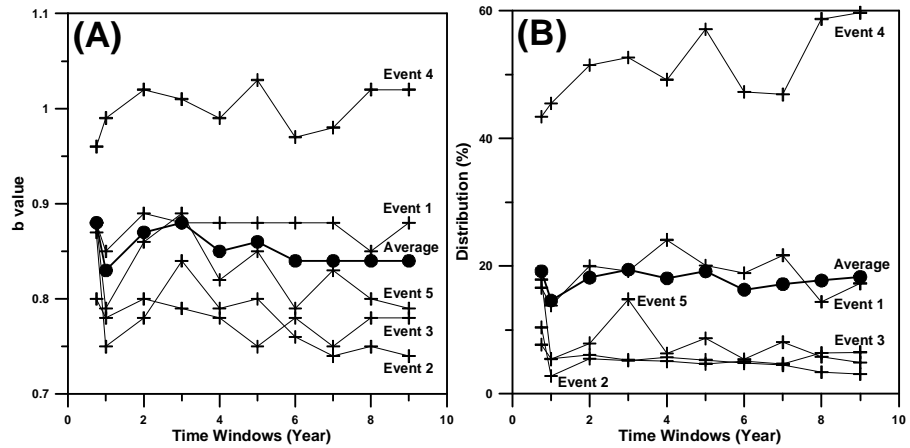 (A)
1.1
1
0.9
0.8
0.7
b value
0 2 4 6 8 10
Time Windows (Year)
Event 4
Event 1
Average
Event 5
Event 3
Event 2
(B)
60
40
20
0
Distribution (%)
0 2 4 6 8 10
Time Windows (Year)
Event 4
Average
Event 1
Event 5
Event 3
Event 2